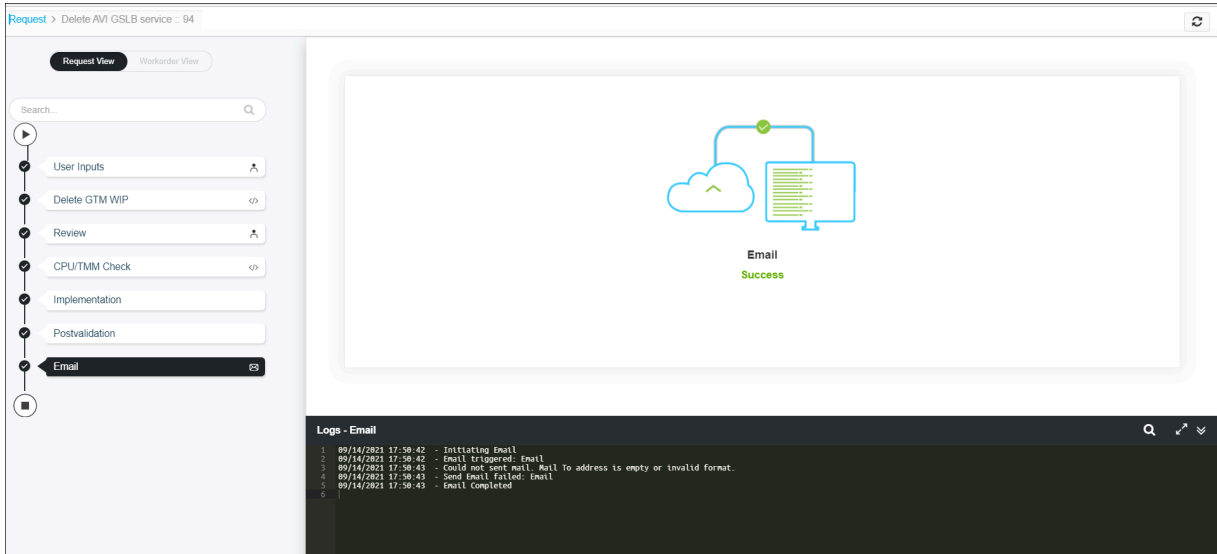 Request > Delete AVI GSLB service :: 94
Request View
Workorder View
Search...
User Inputs
Delete GTM WIP
</>
Review
CPU/TMM Check
</>
Implementation
Postvalidation
Email
Email
Success
Logs - Email
1 09/14/2021 17:50:42 - Initiating Email
2 09/14/2021 17:50:42 - Email triggered: Email
3 09/14/2021 17:50:43 - Could not sent mail. Mail To address is empty or invalid format.
4 09/14/2021 17:50:43 - Send Email failed: Email
5 09/14/2021 17:50:43 - Email Completed
6